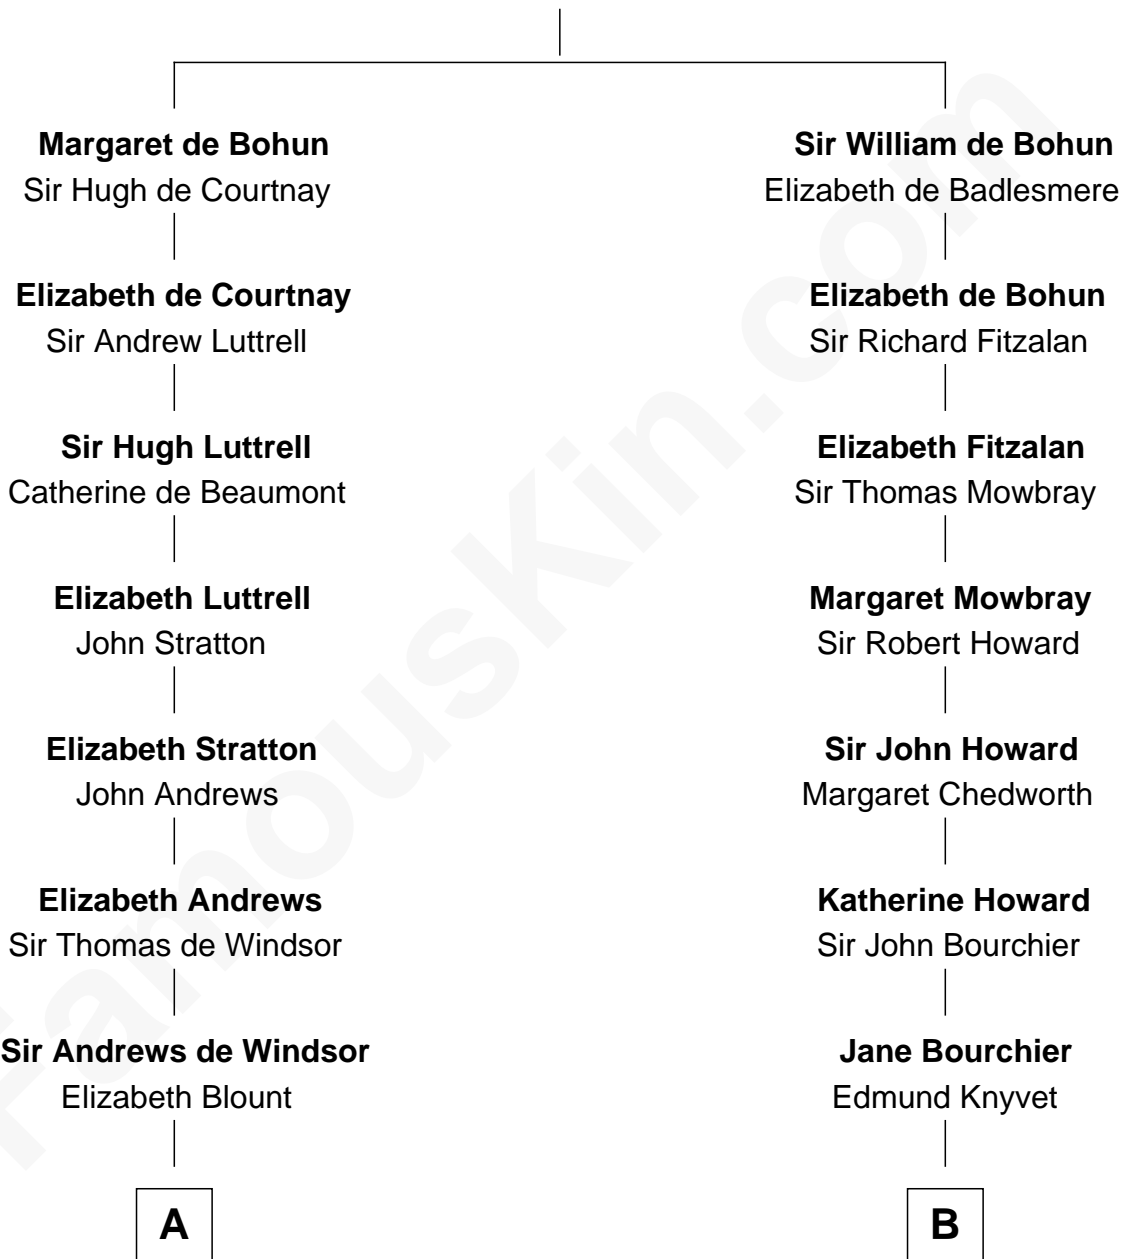 Margaret de Bohun
Sir Hugh de Courtnay
Elizabeth de Courtnay
Sir Andrew Luttrell
Sir Hugh Luttrell
Catherine de Beaumont
Elizabeth Luttrell
John Stratton
Elizabeth Stratton
John Andrews
Elizabeth Andrews
Sir Thomas de Windsor
Sir Andrews de Windsor
Elizabeth Blount
A
Sir William de Bohun
Elizabeth de Badlesmere
Elizabeth de Bohun
Sir Richard Fitzalan
Elizabeth Fitzalan
Sir Thomas Mowbray
Margaret Mowbray
Sir Robert Howard
Sir John Howard
Margaret Chedworth
Katherine Howard
Sir John Bourchier
Jane Bourchier
Edmund Knyvet
B
FamousKin.com